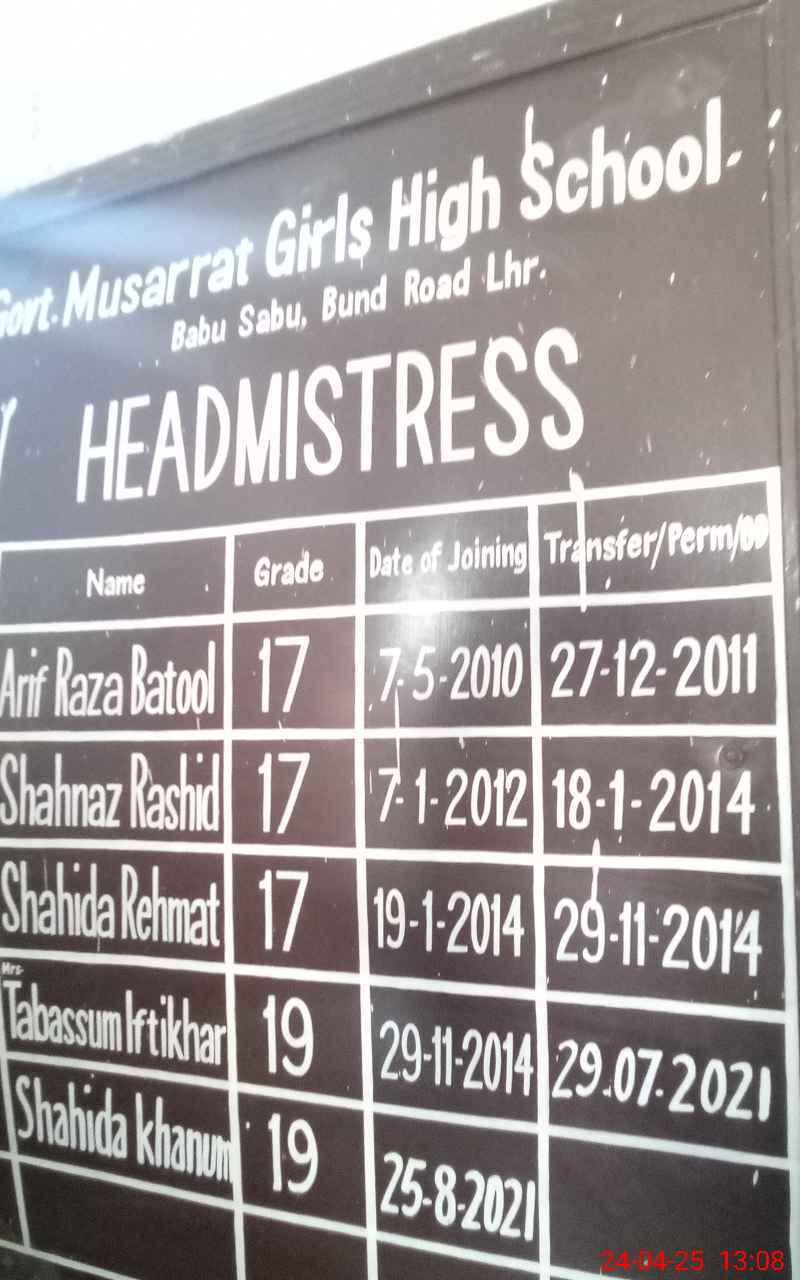 Govt. Musarrat Girls High School-
Babu Sabu, Bund Road Lhr.
HEADMISTRESS
Name Grade Date of Joining Transfer/Perm/
Arif Raza Batool 17 7-5-2010 27-12-2011
Shahnaz Rashid 17 7-1-2012 18-1-2014
Shahida Rehmat 17 19-1-2014 29-11-2014
Mrs-
Tabassum Iftikhar 19 29-11-2014 29.07.2021
Shahida khanum 19 25-8-2021
24-04-25 13:08